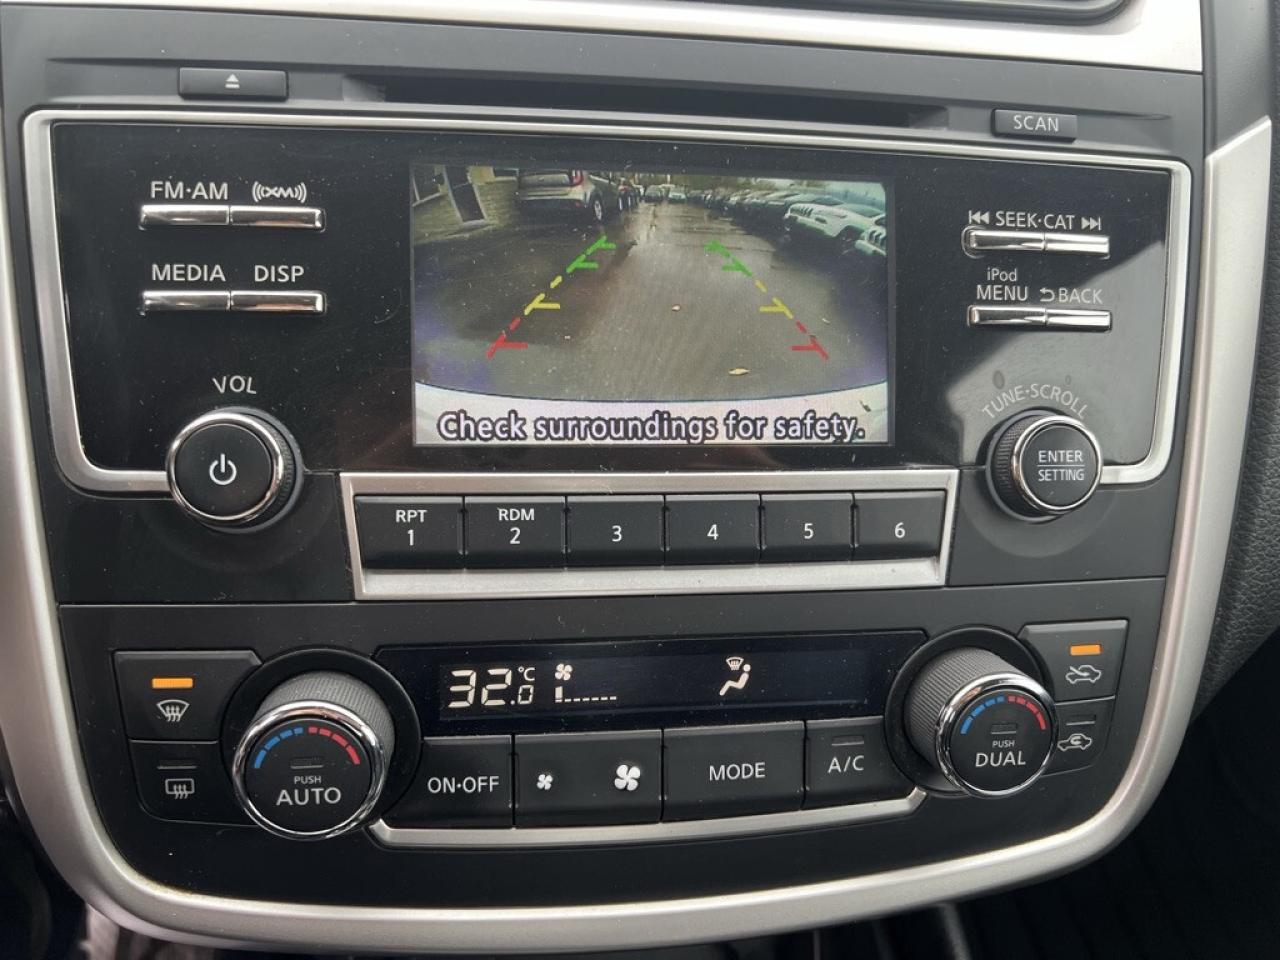 SCAN
FM·AM
((XM))
SEEK·CAT
MEDIA
DISP
iPod
MENU
BACK
VOL
TUNE·SCROLL
Check surroundings for safety.
ENTER
SETTING
RPT
1
RDM
2
3
4
5
6
32.0 °C
PUSH
AUTO
ON·OFF
MODE
A/C
PUSH
DUAL